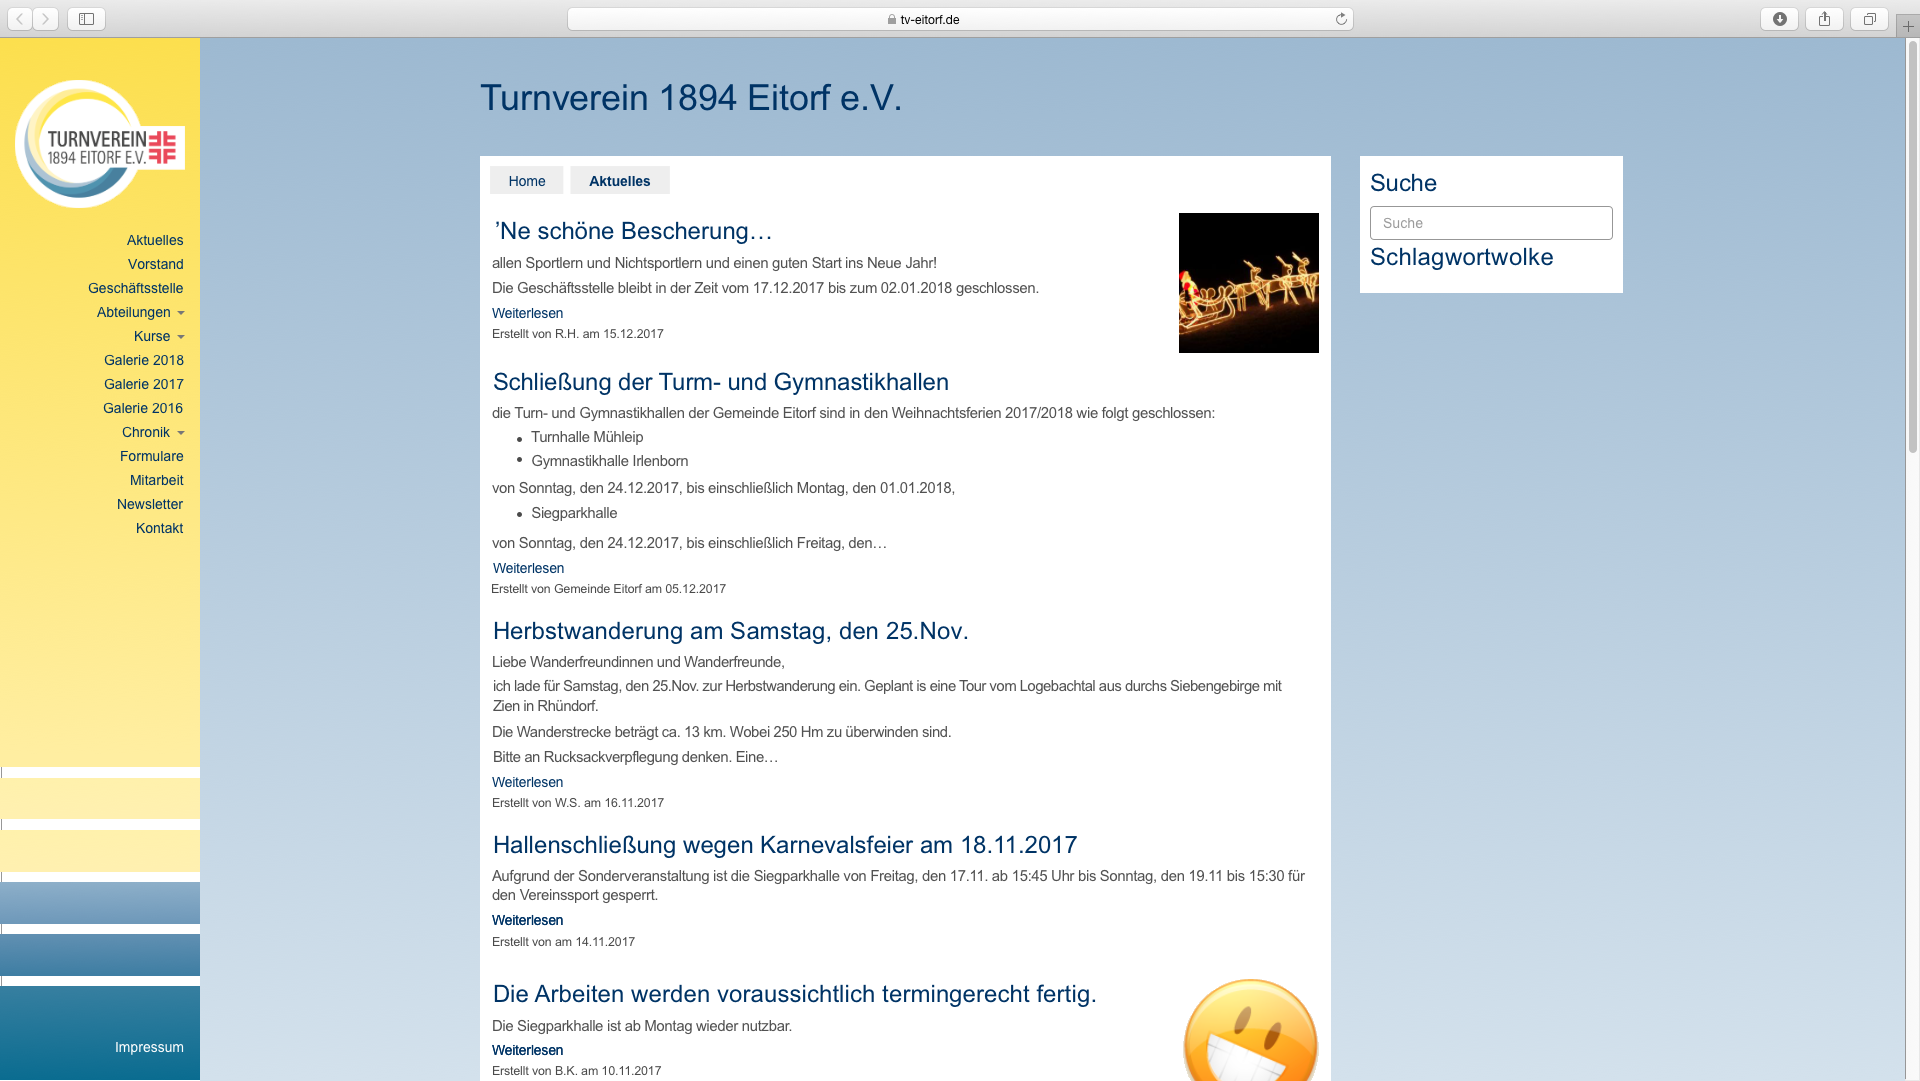 tv-eitorf.de
TURNVEREIN
1894 EITORF E.V.
Aktuelles
Vorstand
Geschäftsstelle
Abteilungen
Kurse
Galerie 2018
Galerie 2017
Galerie 2016
Chronik
Formulare
Mitarbeit
Newsletter
Kontakt
Impressum
Turnverein 1894 Eitorf e.V.
Home
Aktuelles
’Ne schöne Bescherung…
allen Sportlern und Nichtsportlern und einen guten Start ins Neue Jahr!
Die Geschäftsstelle bleibt in der Zeit vom 17.12.2017 bis zum 02.01.2018 geschlossen.
Weiterlesen
Erstellt von R.H. am 15.12.2017
Schließung der Turm- und Gymnastikhallen
die Turn- und Gymnastikhallen der Gemeinde Eitorf sind in den Weihnachtsferien 2017/2018 wie folgt geschlossen:
• Turnhalle Mühleip
• Gymnastikhalle Irlenborn
von Sonntag, den 24.12.2017, bis einschließlich Montag, den 01.01.2018,
• Siegparkhalle
von Sonntag, den 24.12.2017, bis einschließlich Freitag, den…
Weiterlesen
Erstellt von Gemeinde Eitorf am 05.12.2017
Herbstwanderung am Samstag, den 25.Nov.
Liebe Wanderfreundinnen und Wanderfreunde,
ich lade für Samstag, den 25.Nov. zur Herbstwanderung ein. Geplant is eine Tour vom Logebachtal aus durchs Siebengebirge mit
Zien in Rhündorf.
Die Wanderstrecke beträgt ca. 13 km. Wobei 250 Hm zu überwinden sind.
Bitte an Rucksackverpflegung denken. Eine…
Weiterlesen
Erstellt von W.S. am 16.11.2017
Hallenschließung wegen Karnevalsfeier am 18.11.2017
Aufgrund der Sonderveranstaltung ist die Siegparkhalle von Freitag, den 17.11. ab 15:45 Uhr bis Sonntag, den 19.11 bis 15:30 für
den Vereinssport gesperrt.
Weiterlesen
Erstellt von am 14.11.2017
Die Arbeiten werden voraussichtlich termingerecht fertig.
Die Siegparkhalle ist ab Montag wieder nutzbar.
Weiterlesen
Erstellt von B.K. am 10.11.2017
Suche
Suche
Schlagwortwolke